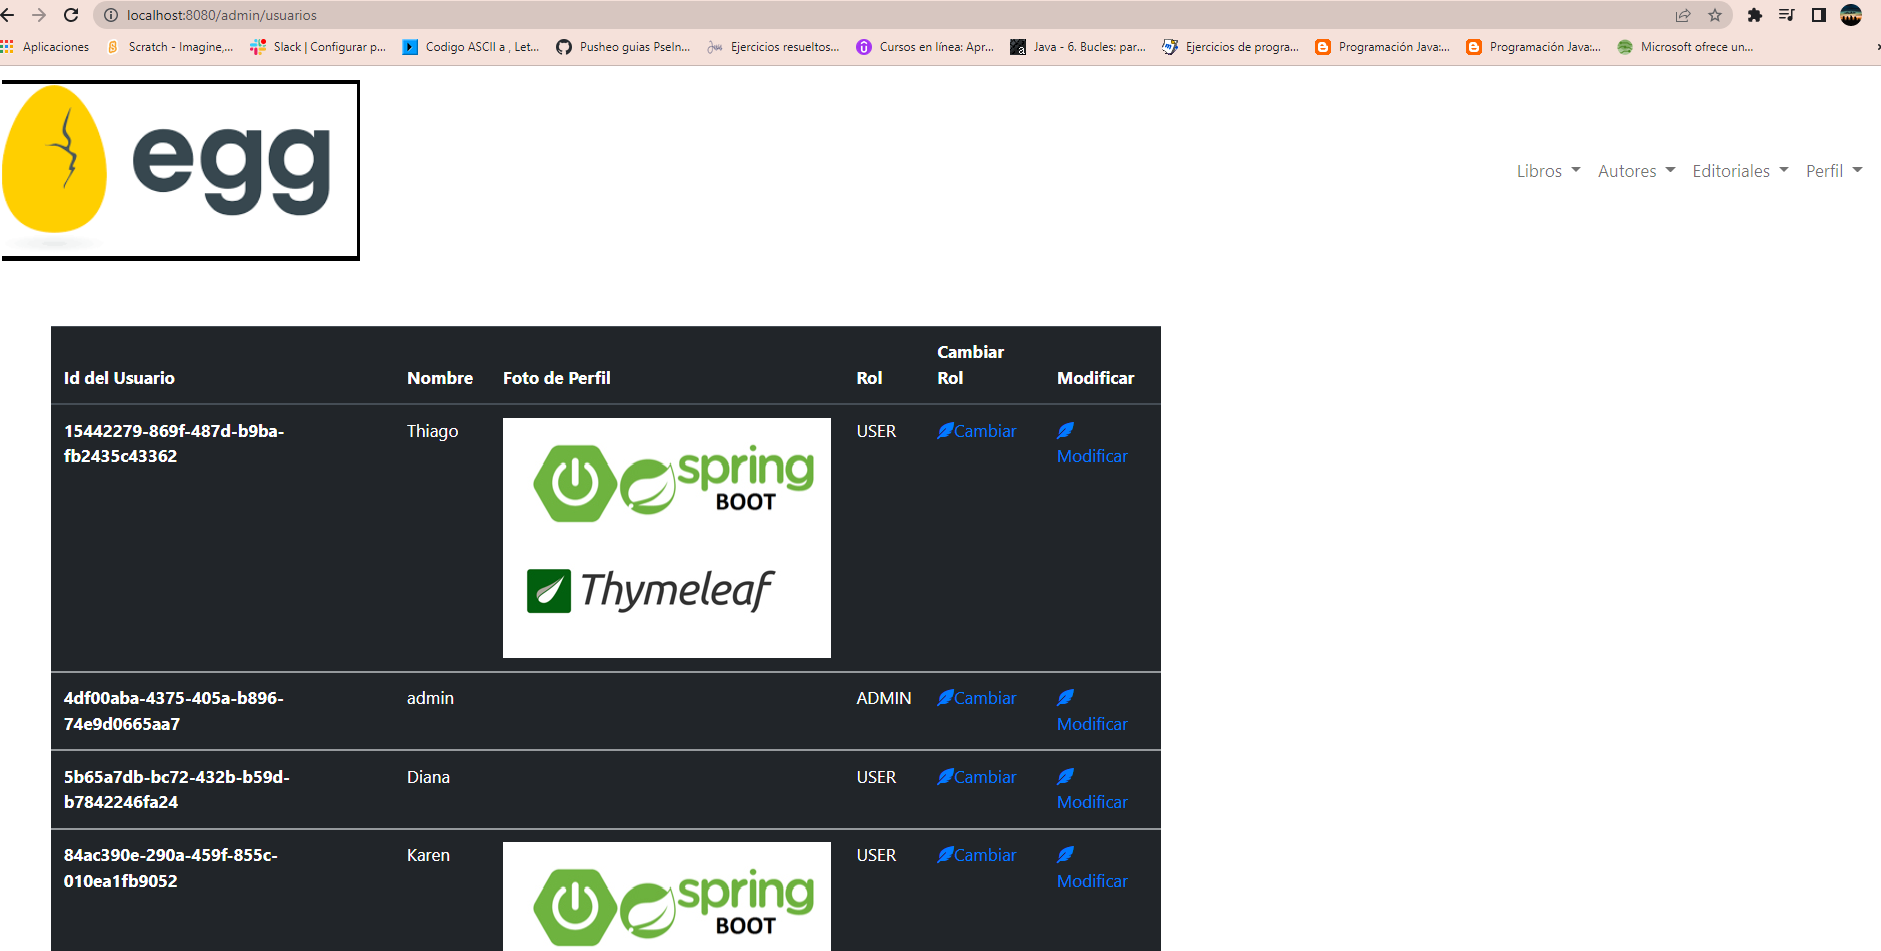 localhost:8080/admin/usuarios
Aplicaciones
Scratch - Imagine,...
Slack | Configurar p...
Codigo ASCII a , Let...
Pusheo guias PseIn...
Ejercicios resueltos...
Cursos en línea: Apr...
Java - 6. Bucles: par...
Ejercicios de progra...
Programación Java:...
Programación Java:...
Microsoft ofrece un...
egg
Libros
Autores
Editoriales
Perfil
Id del Usuario
Nombre
Foto de Perfil
Rol
Cambiar
Rol
Modificar
15442279-869f-487d-b9ba-
fb2435c43362
Thiago
spring
BOOT
Thymeleaf
USER
Cambiar
Modificar
4df00aba-4375-405a-b896-
74e9d0665aa7
admin
ADMIN
Cambiar
Modificar
5b65a7db-bc72-432b-b59d-
b7842246fa24
Diana
USER
Cambiar
Modificar
84ac390e-290a-459f-855c-
010ea1fb9052
Karen
spring
BOOT
USER
Cambiar
Modificar